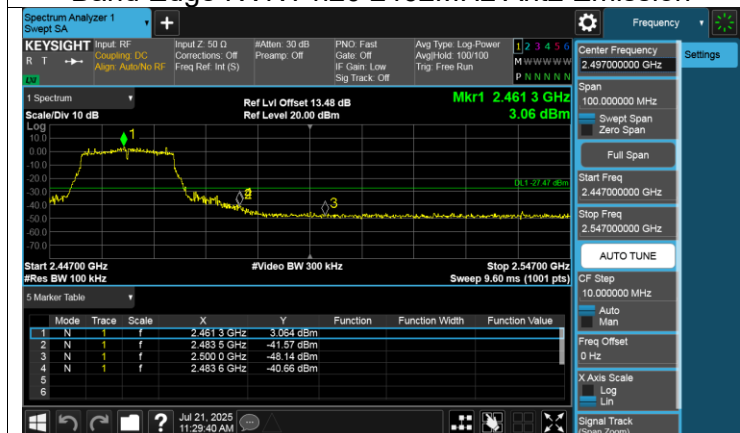 Spectrum Analyzer 1
Swept SA
Frequency
KEYSIGHT
R T
Input: RF
Coupling: DC
Align: Auto/No RF
Input Z: 50 Ω
Corrections: Off
Freq Ref: Int (S)
#Atten: 30 dB
Preamp: Off
PNO: Fast
Gate: Off
IF Gain: Low
Sig Track: Off
Avg Type: Log-Power
Avg|Hold: 100/100
Trig: Free Run
1 2 3 4 5 6
M W W W W W
P N N N N N
1 Spectrum
Scale/Div 10 dB
Ref Lvl Offset 13.48 dB
Ref Level 20.00 dBm
Mkr1 2.461 3 GHz
3.06 dBm
Log
10.0
0.00
-10.0
-20.0
-30.0
-40.0
-50.0
-60.0
-70.0
1
3
DL1 -27.47 dBm
Start 2.44700 GHz
#Res BW 100 kHz
#Video BW 300 kHz
Stop 2.54700 GHz
Sweep 9.60 ms (1001 pts)
5 Marker Table
Mode Trace Scale X Y Function Function Width Function Value
1 N 1 f 2.461 3 GHz 3.064 dBm
2 N 1 f 2.483 5 GHz -41.57 dBm
3 N 1 f 2.500 0 GHz -48.14 dBm
4 N 1 f 2.483 6 GHz -40.66 dBm
5
6
Jul 21, 2025
11:29:40 AM
Center Frequency
2.497000000 GHz
Settings
Span
100.000000 MHz
Swept Span
Zero Span
Full Span
Start Freq
2.447000000 GHz
Stop Freq
2.547000000 GHz
AUTO TUNE
CF Step
10.000000 MHz
Auto
Man
Freq Offset
0 Hz
X Axis Scale
Log
Lin
Signal Track
(Span Zoom)